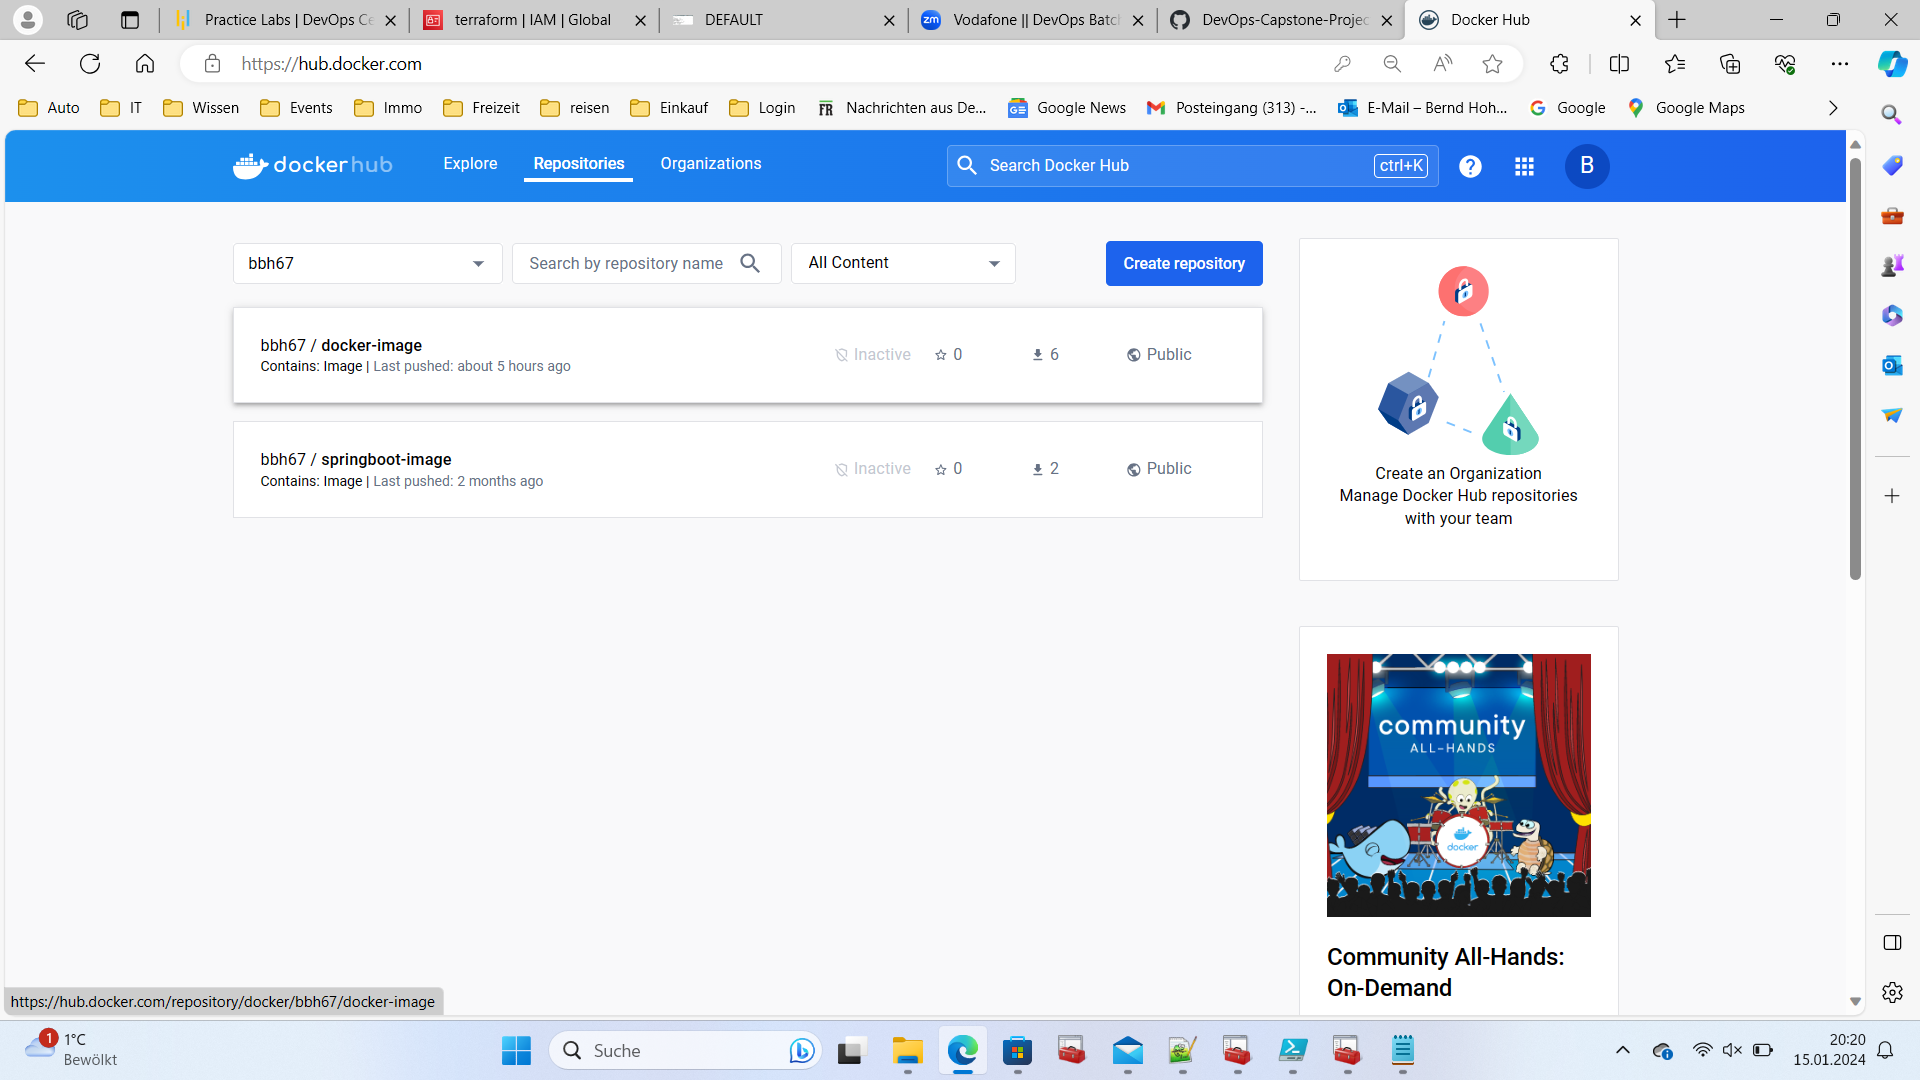 Practice Labs | DevOps Ce
terraform | IAM | Global
DEFAULT
zm
Vodafone || DevOps Batch
DevOps-Capstone-Projec
Docker Hub
https://hub.docker.com
Auto
IT
Wissen
Events
Immo
Freizeit
reisen
Einkauf
Login
FR
Nachrichten aus De...
Google News
Posteingang (313) -...
E-Mail – Bernd Hoh...
Google
Google Maps
docker hub
Explore
Repositories
Organizations
Search Docker Hub
ctrl+K
?
B
bbh67
Search by repository name
All Content
Create repository
bbh67 / docker-image
Contains: Image | Last pushed: about 5 hours ago
Inactive
0
6
Public
bbh67 / springboot-image
Contains: Image | Last pushed: 2 months ago
Inactive
0
2
Public
Create an Organization
Manage Docker Hub repositories
with your team
community
ALL-HANDS
docker
Community All-Hands:
On-Demand
https://hub.docker.com/repository/docker/bbh67/docker-image
1
1°C
Bewölkt
Suche
20:20
15.01.2024